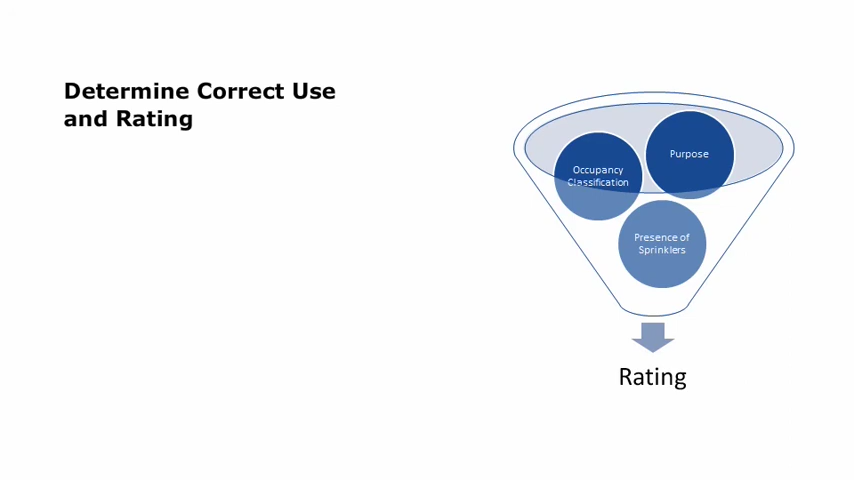 Determine Correct Use
and Rating
Purpose
Occupancy
Classification
Presence of
Sprinklers
Rating